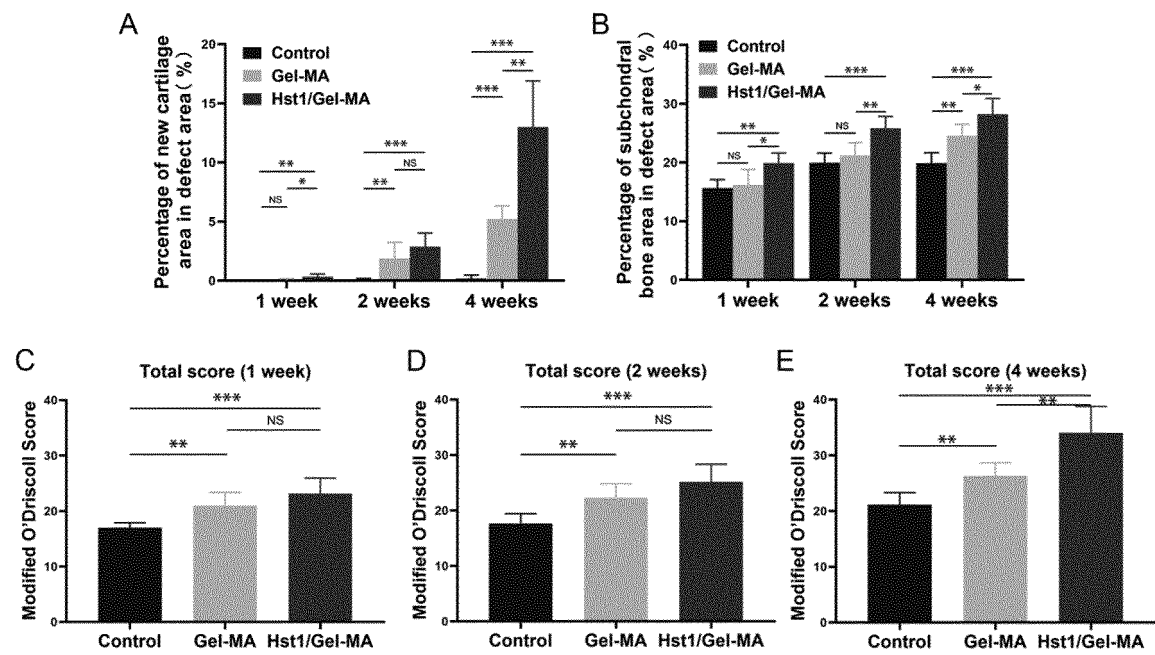 A
Percentage of new cartilage
area in defect area(%)
20
15
10
5
0
Control
Gel-MA
Hst1/Gel-MA
NS
**
*
**
***
NS
***
***
**
1 week
2 weeks
4 weeks
B
Percentage of subchondral
bone area in defect area(%)
40
30
20
10
0
Control
Gel-MA
Hst1/Gel-MA
**
NS
*
***
NS
**
***
**
*
1 week
2 weeks
4 weeks
C
Total score (1 week)
Modified O'Driscoll Score
40
30
20
10
0
***
NS
**
Control
Gel-MA
Hst1/Gel-MA
D
Total score (2 weeks)
Modified O'Driscoll Score
40
30
20
10
0
***
NS
**
Control
Gel-MA
Hst1/Gel-MA
E
Total score (4 weeks)
Modified O'Driscoll Score
40
30
20
10
0
***
**
**
Control
Gel-MA
Hst1/Gel-MA